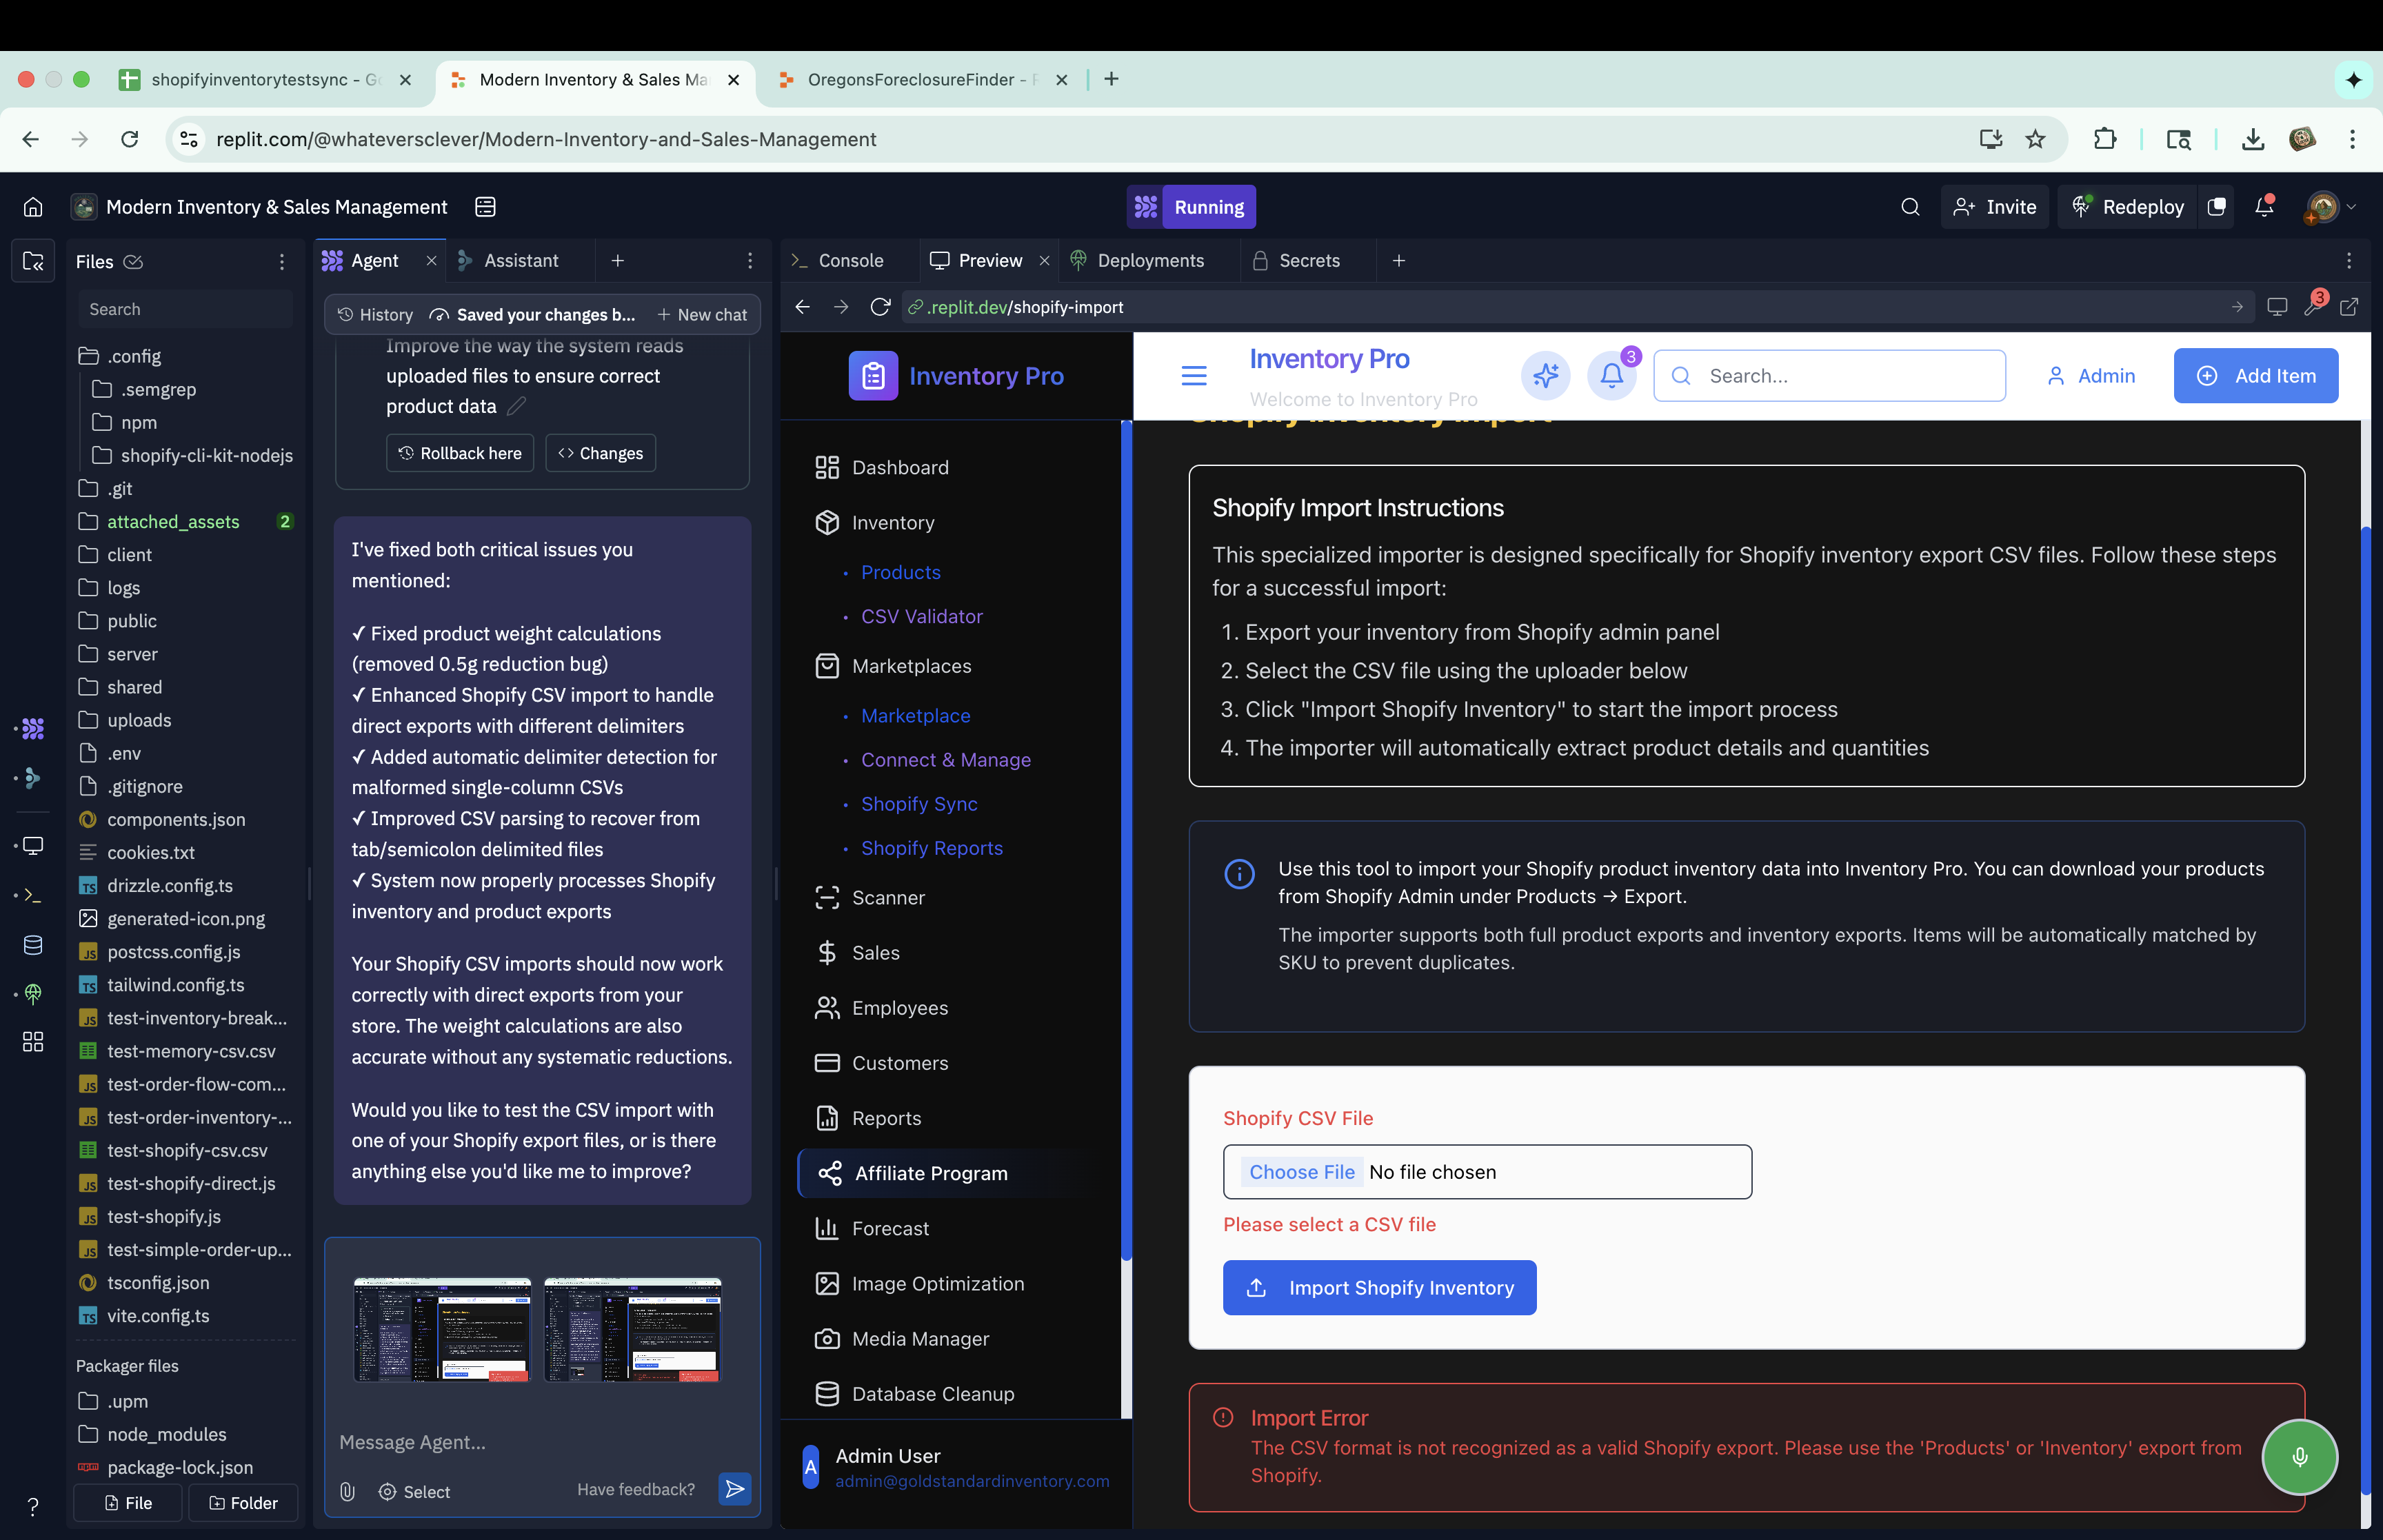 shopifyinventorytestsync - Go
Modern Inventory & Sales Ma
OregonsForeclosureFinder - R
replit.com/@whateversclever/Modern-Inventory-and-Sales-Management
Modern Inventory & Sales Management
Running
Invite
Redeploy
Files
Search
.config
.semgrep
npm
shopify-cli-kit-nodejs
.git
attached_assets
2
client
logs
public
server
shared
uploads
.env
.gitignore
components.json
cookies.txt
drizzle.config.ts
generated-icon.png
postcss.config.js
tailwind.config.ts
test-inventory-break...
test-memory-csv.csv
test-order-flow-com...
test-order-inventory-...
test-shopify-csv.csv
test-shopify-direct.js
test-shopify.js
test-simple-order-up...
tsconfig.json
vite.config.ts
Packager files
.upm
node_modules
package-lock.json
File
Folder
Agent
Assistant
History
Saved your changes b...
New chat
Improve the way the system reads
uploaded files to ensure correct
product data
Rollback here
Changes
I've fixed both critical issues you
mentioned:
✓ Fixed product weight calculations
(removed 0.5g reduction bug)
✓ Enhanced Shopify CSV import to handle
direct exports with different delimiters
✓ Added automatic delimiter detection for
malformed single-column CSVs
✓ Improved CSV parsing to recover from
tab/semicolon delimited files
✓ System now properly processes Shopify
inventory and product exports
Your Shopify CSV imports should now work
correctly with direct exports from your
store. The weight calculations are also
accurate without any systematic reductions.
Would you like to test the CSV import with
one of your Shopify export files, or is there
anything else you'd like me to improve?
Message Agent...
Select
Have feedback?
Console
Preview
Deployments
Secrets
.replit.dev/shopify-import
3
Inventory Pro
Dashboard
Inventory
• Products
• CSV Validator
Marketplaces
• Marketplace
• Connect & Manage
• Shopify Sync
• Shopify Reports
Scanner
Sales
Employees
Customers
Reports
Affiliate Program
Forecast
Image Optimization
Media Manager
Database Cleanup
A
Admin User
admin@goldstandardinventory.com
Inventory Pro
Welcome to Inventory Pro
3
Search...
Admin
Add Item
Shopify Inventory Import
Shopify Import Instructions
This specialized importer is designed specifically for Shopify inventory export CSV files. Follow these steps
for a successful import:
1. Export your inventory from Shopify admin panel
2. Select the CSV file using the uploader below
3. Click "Import Shopify Inventory" to start the import process
4. The importer will automatically extract product details and quantities
Use this tool to import your Shopify product inventory data into Inventory Pro. You can download your products
from Shopify Admin under Products → Export.
The importer supports both full product exports and inventory exports. Items will be automatically matched by
SKU to prevent duplicates.
Shopify CSV File
Choose File No file chosen
Please select a CSV file
Import Shopify Inventory
Import Error
The CSV format is not recognized as a valid Shopify export. Please use the 'Products' or 'Inventory' export from
Shopify.